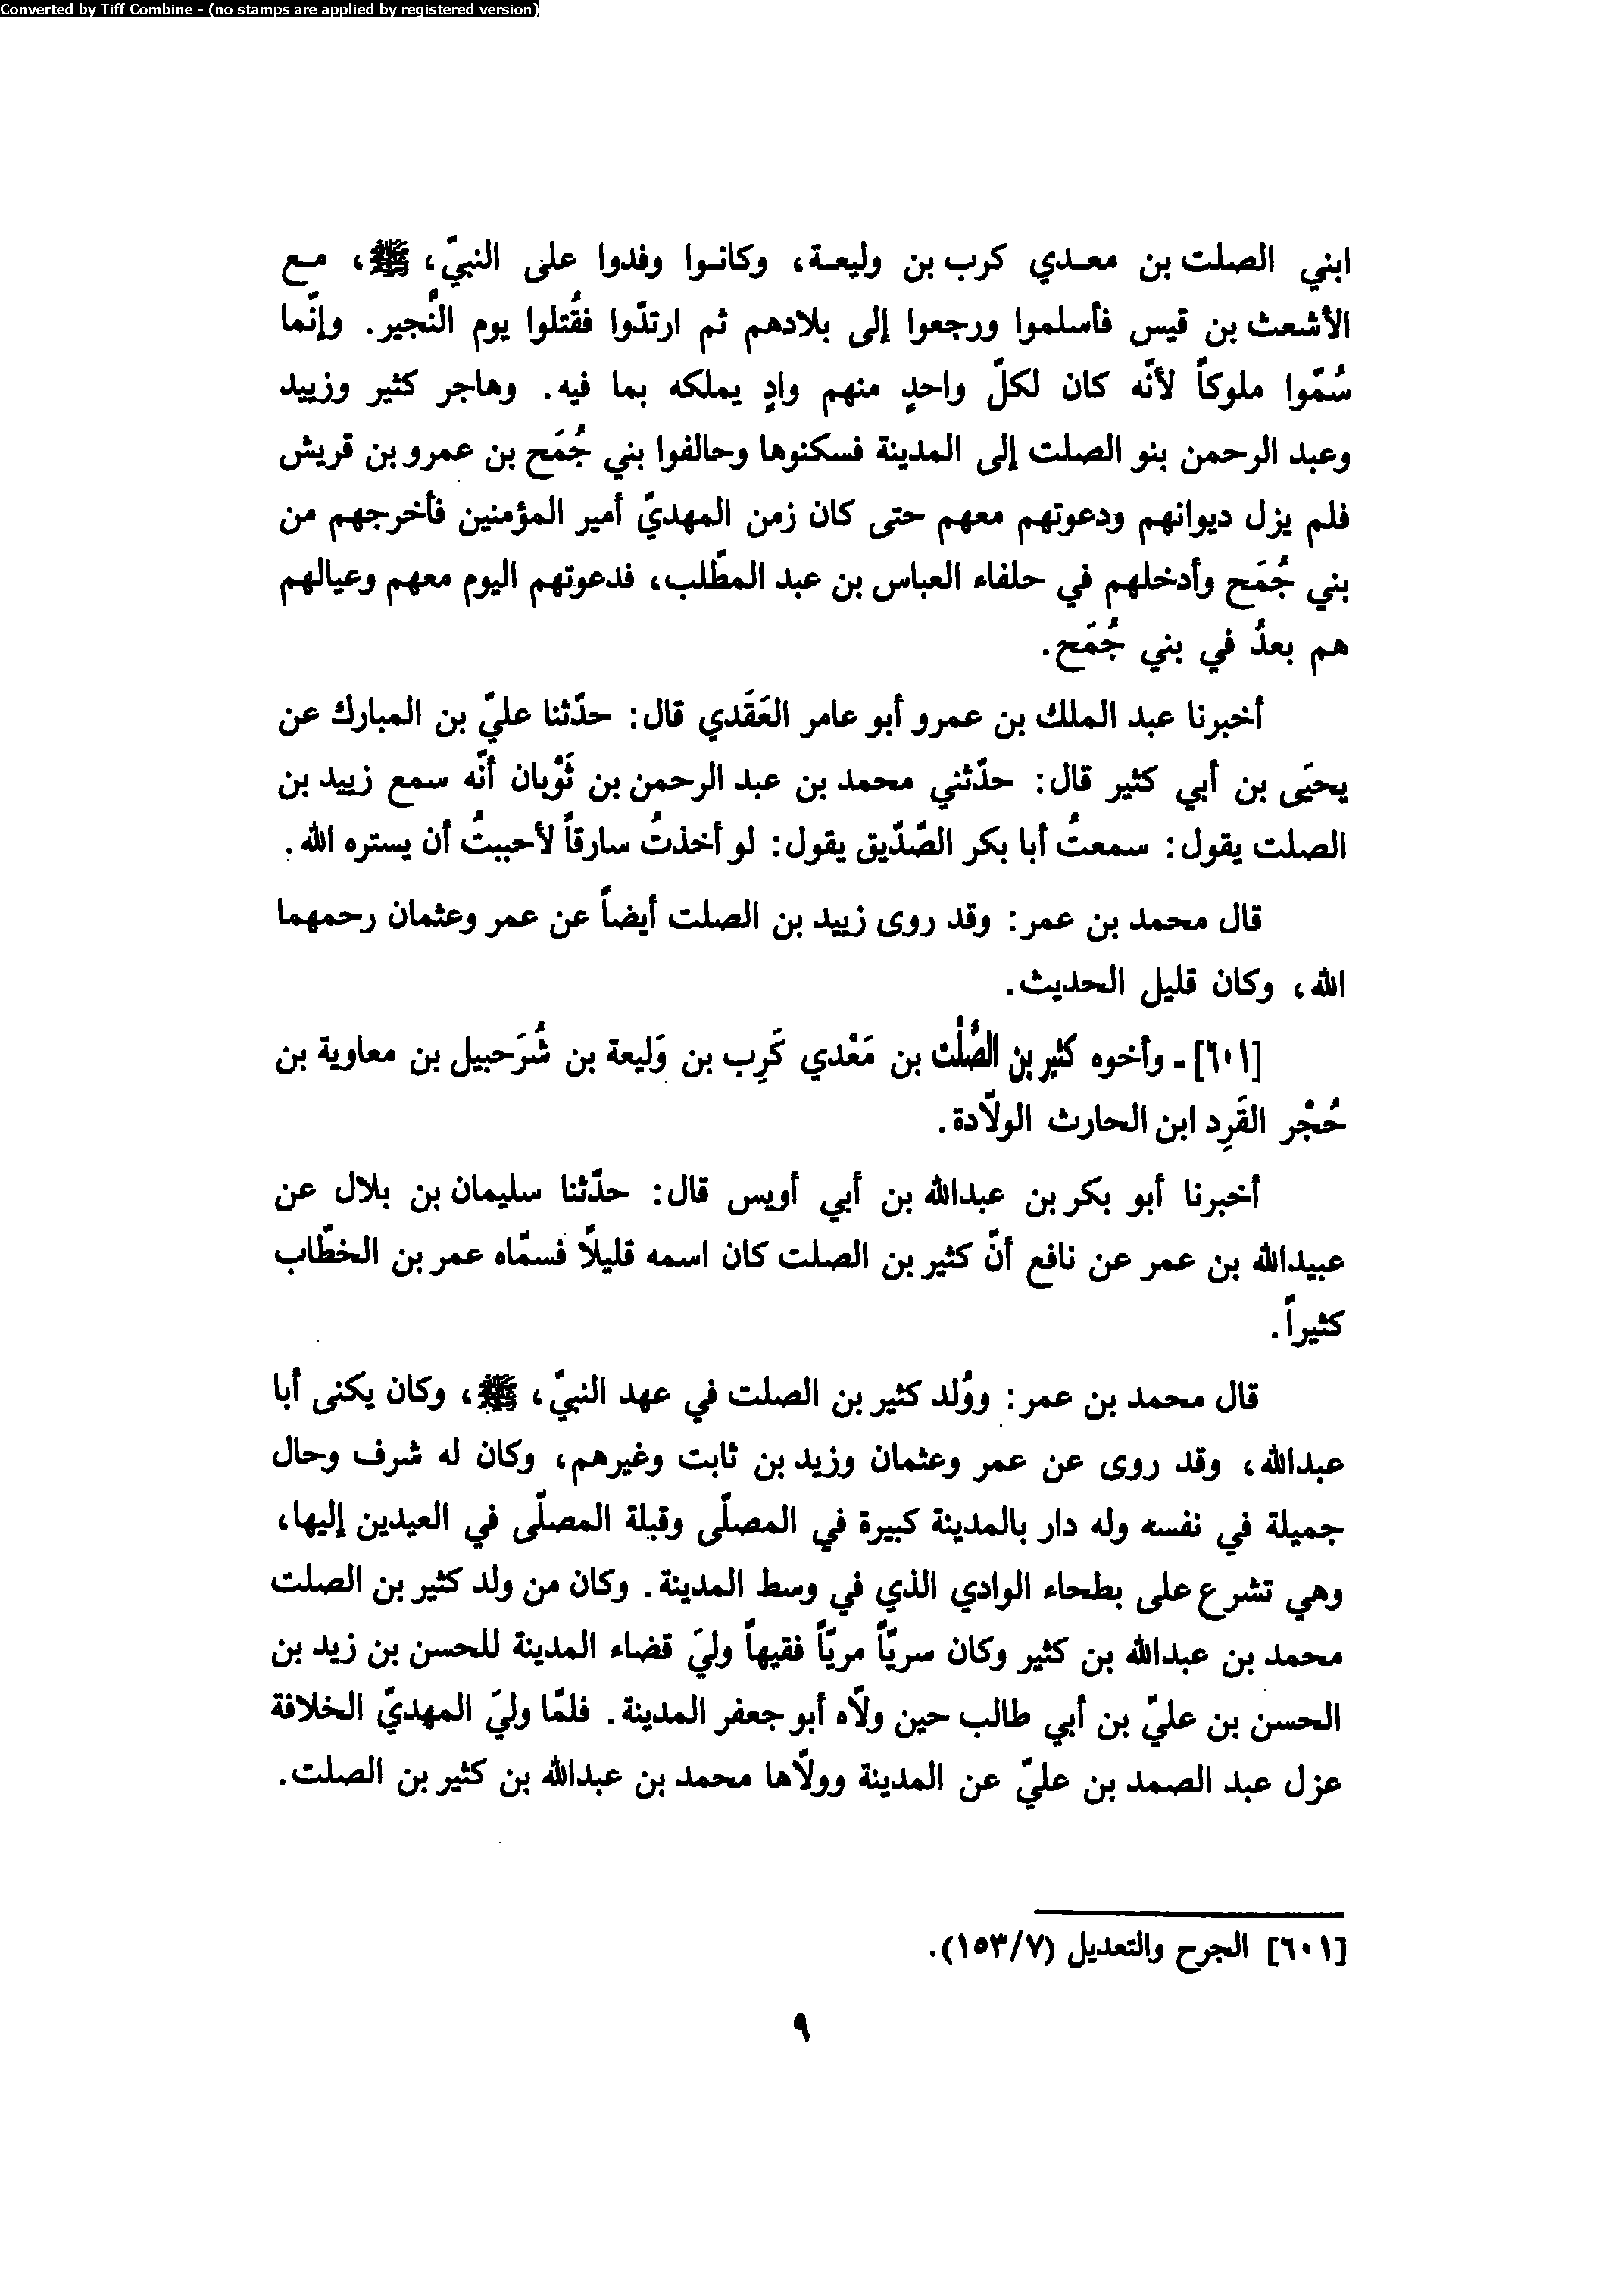 Converted by Tiff Combine - (no stamps are applied by registered version)
ابني الصلت بن معـدي كرب بن وليعـة، وكانـوا وفدوا على النبيّ، ﷺ، مـع
الأشعث بن قيس فأسلموا ورجعوا إلى بلادهم ثم ارتدّوا فقُتلوا يوم النُّجير. وإنّما
سُمّوا ملوكاً لأنّه كان لكلّ واحدٍ منهم وادٍ يملكه بما فيه. وهاجر كثير وزييد
وعبد الرحمن بنو الصلت إلى المدينة فسكنوها وحالفوا بني جُمَح بن عمرو بن قريش
فلم يزل ديوانهم ودعوتهم معهم حتى كان زمن المهديّ أمير المؤمنين فأخرجهم من
بني جُمَح وأدخلهم في حلفاء العباس بن عبد المطّلب، فدعوتهم اليوم معهم وعيالهم
هم بعدُ في بني جُمَح.
أخبرنا عبد الملك بن عمرو أبو عامر العَقَدي قال: حدّثنا عليّ بن المبارك عن
يحيَى بن أبي كثير قال: حدّثني محمد بن عبد الرحمن بن ثَوْبان أنّه سمع زييد بن
الصلت يقول: سمعتُ أبا بكر الصّدّيق يقول: لو أخذتُ سارقاً لأحببتُ أن يستره الله.
قال محمد بن عمر: وقد روى زييد بن الصلت أيضاً عن عمر وعثمان رحمهما
الله، وكان قليل الحديث.
[٦٠١] - وأخوه كثير بن الصُّلْت بن مَعْدي كَرِب بن وَليعة بن شُرَحبيل بن معاوية بن
حُجْر القَرِد ابن الحارث الولّادة.
أخبرنا أبو بكر بن عبدالله بن أبي أويس قال: حدّثنا سليمان بن بلال عن
عبيدالله بن عمر عن نافع أنّ كثير بن الصلت كان اسمه قليلًا فسمّاه عمر بن الخطّاب
كثيراً.
قال محمد بن عمر: ووُلد كثير بن الصلت في عهد النبيّ، ﷺ، وكان يكنى أبا
عبدالله، وقد روى عن عمر وعثمان وزيد بن ثابت وغيرهم، وكان له شرف وحال
جميلة في نفسه وله دار بالمدينة كبيرة في المصلّى وقبلة المصلّى في العيدين إليها،
وهي تشرع على بطحاء الوادي الذي في وسط المدينة. وكان من ولد كثير بن الصلت
محمد بن عبدالله بن كثير وكان سريّاً مريّاً فقيهاً وليَ قضاء المدينة للحسن بن زيد بن
الحسن بن عليّ بن أبي طالب حين ولّاه أبو جعفر المدينة. فلمّا وليَ المهديّ الخلافة
عزل عبد الصمد بن عليّ عن المدينة وولّاها محمد بن عبدالله بن كثير بن الصلت.
[٦٠١] الجرح والتعديل (١٥٣/٧).
٩